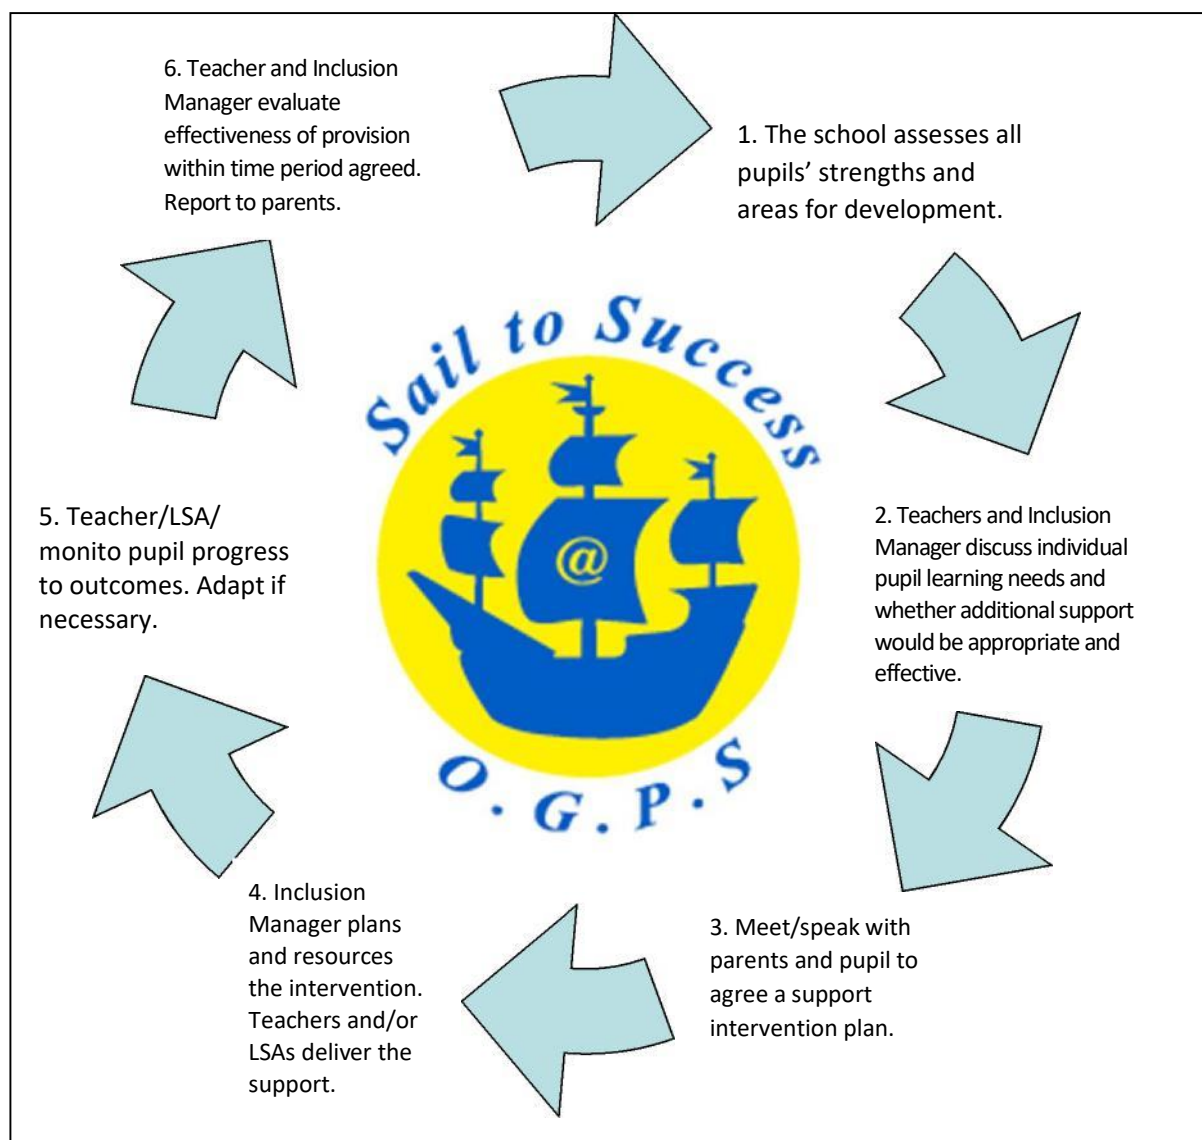 6. Teacher and Inclusion
Manager evaluate
effectiveness of provision
within time period agreed.
Report to parents.
1. The school assesses all
pupils’ strengths and
areas for development.
Sail to Success
@
O.G.P.S
5. Teacher/LSA/
monito pupil progress
to outcomes. Adapt if
necessary.
2. Teachers and Inclusion
Manager discuss individual
pupil learning needs and
whether additional support
would be appropriate and
effective.
4. Inclusion
Manager plans
and resources
the intervention.
Teachers and/or
LSAs deliver the
support.
3. Meet/speak with
parents and pupil to
agree a support
intervention plan.